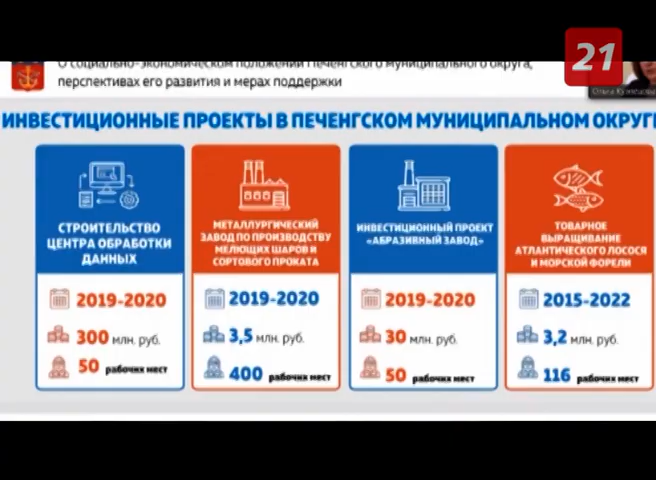 21
О социально-экономическом положении Печенгского муниципального округа,
перспективах его развития и мерах поддержки
ИНВЕСТИЦИОННЫЕ ПРОЕКТЫ В ПЕЧЕНГСКОМ МУНИЦИПАЛЬНОМ ОКРУГЕ
СТРОИТЕЛЬСТВО
ЦЕНТРА ОБРАБОТКИ
ДАННЫХ
2019-2020
300 млн. руб.
50 рабочих мест
МЕТАЛЛУРГИЧЕСКИЙ
ЗАВОД ПО ПРОИЗВОДСТВУ
МЕЛЮЩИХ ШАРОВ И
СОРТОВОГО ПРОКАТА
2019-2020
3,5 млн. руб.
400 рабочих мест
ИНВЕСТИЦИОННЫЙ ПРОЕКТ
«АБРАЗИВНЫЙ ЗАВОД»
2019-2020
30 млн. руб.
50 рабочих мест
ТОВАРНОЕ
ВЫРАЩИВАНИЕ
АТЛАНТИЧЕСКОГО ЛОСОСЯ
И МОРСКОЙ ФОРЕЛИ
2015-2022
3,2 млн. руб.
116 рабочих мест